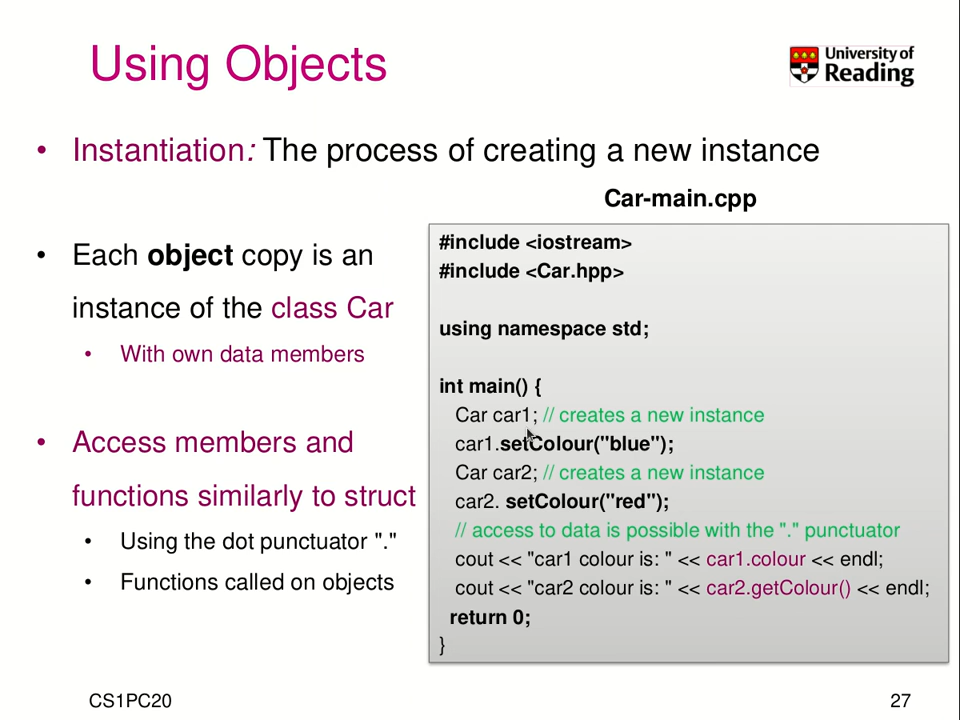 Using Objects
University of
Reading
• Instantiation: The process of creating a new instance
• Each object copy is an
instance of the class Car
• With own data members
• Access members and
functions similarly to struct
• Using the dot punctuator "."
• Functions called on objects
Car-main.cpp
#include <iostream>
#include <Car.hpp>
using namespace std;
int main() {
Car car1; // creates a new instance
car1.setColour("blue");
Car car2; // creates a new instance
car2. setColour("red");
// access to data is possible with the "." punctuator
cout << "car1 colour is: " << car1.colour << endl;
cout << "car2 colour is: " << car2.getColour() << endl;
return 0;
}
CS1PC20
27